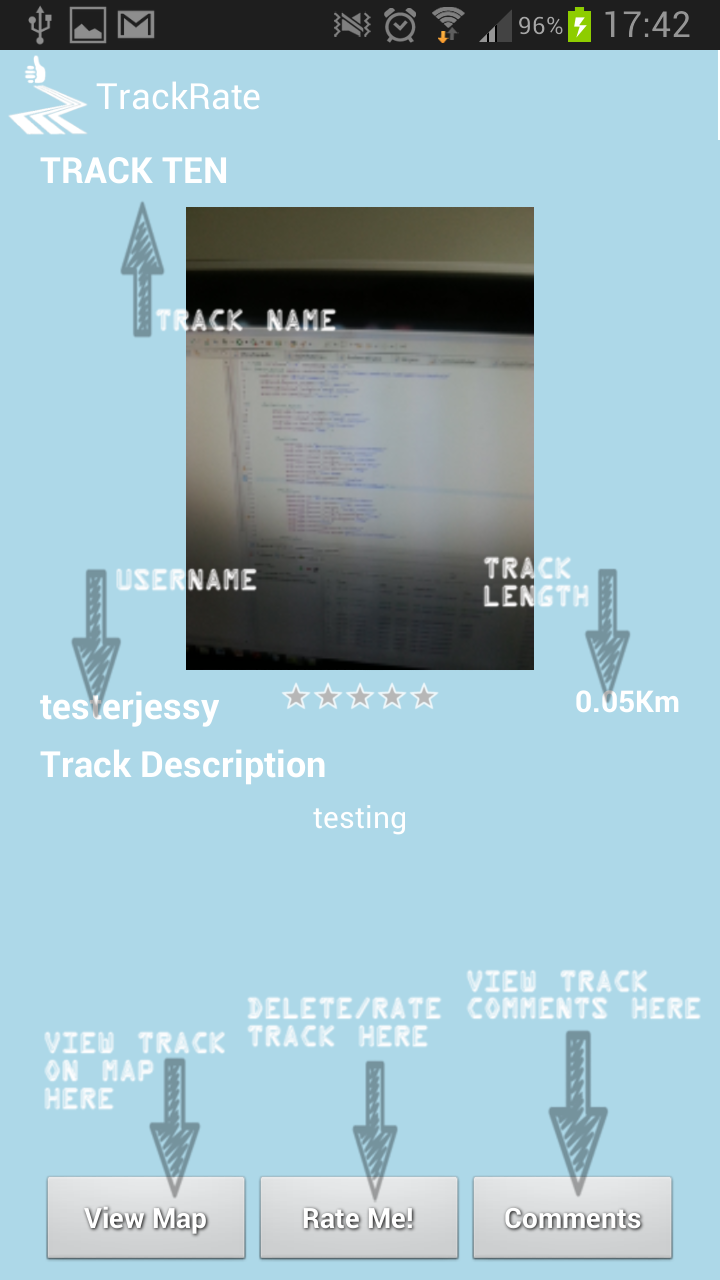 96% 17:42
TrackRate
TRACK TEN
TRACK NAME
USERNAME
TRACK
LENGTH
testerjessy
0.05Km
Track Description
testing
VIEW TRACK
COMMENTS HERE
DELETE/RATE
TRACK HERE
VIEW TRACK
ON MAP
HERE
View Map
Rate Me!
Comments